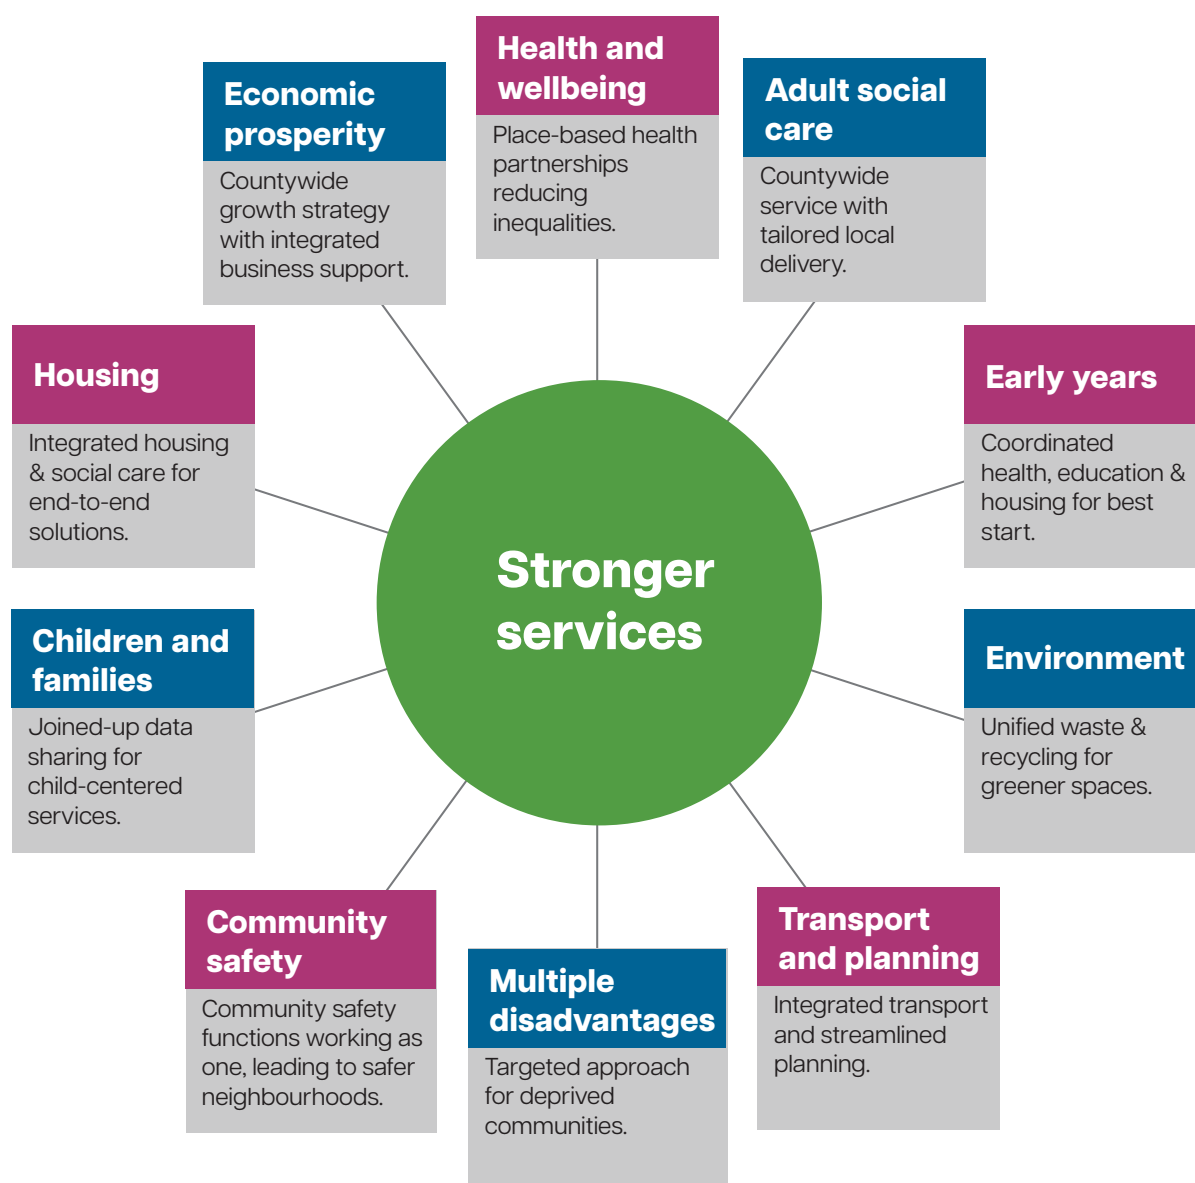 Health and
wellbeing
Place-based health
partnerships
reducing
inequalities.
Adult social
care
Countywide
service with
tailored local
delivery.
Early years
Coordinated
health, education &
housing for best
start.
Environment
Unified waste &
recycling for
greener spaces.
Transport
and planning
Integrated transport
and streamlined
planning.
Multiple
disadvantages
Targeted approach
for deprived
communities.
Community
safety
Community safety
functions working as
one, leading to safer
neighbourhoods.
Children and
families
Joined-up data
sharing for
child-centered
services.
Housing
Integrated housing
& social care for
end-to-end
solutions.
Economic
prosperity
Countywide
growth strategy
with integrated
business support.
Stronger
services